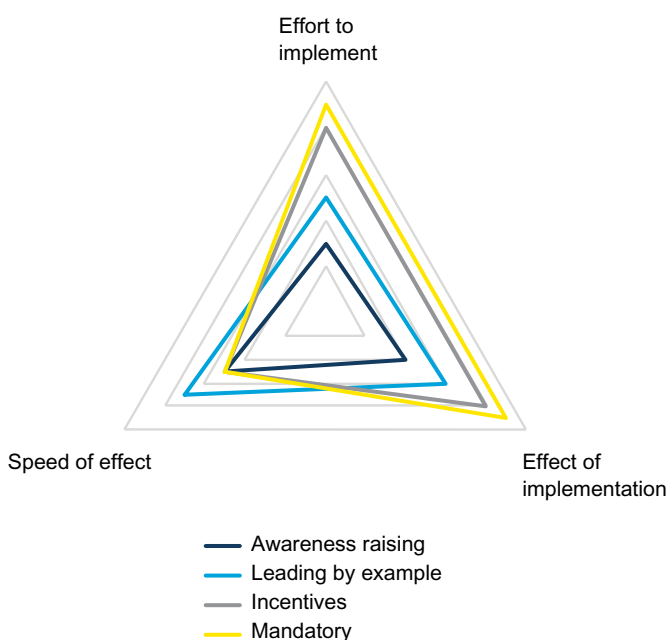 Effort to
implement
Speed of effect
Effect of
implementation
Awareness raising
Leading by example
Incentives
Mandatory